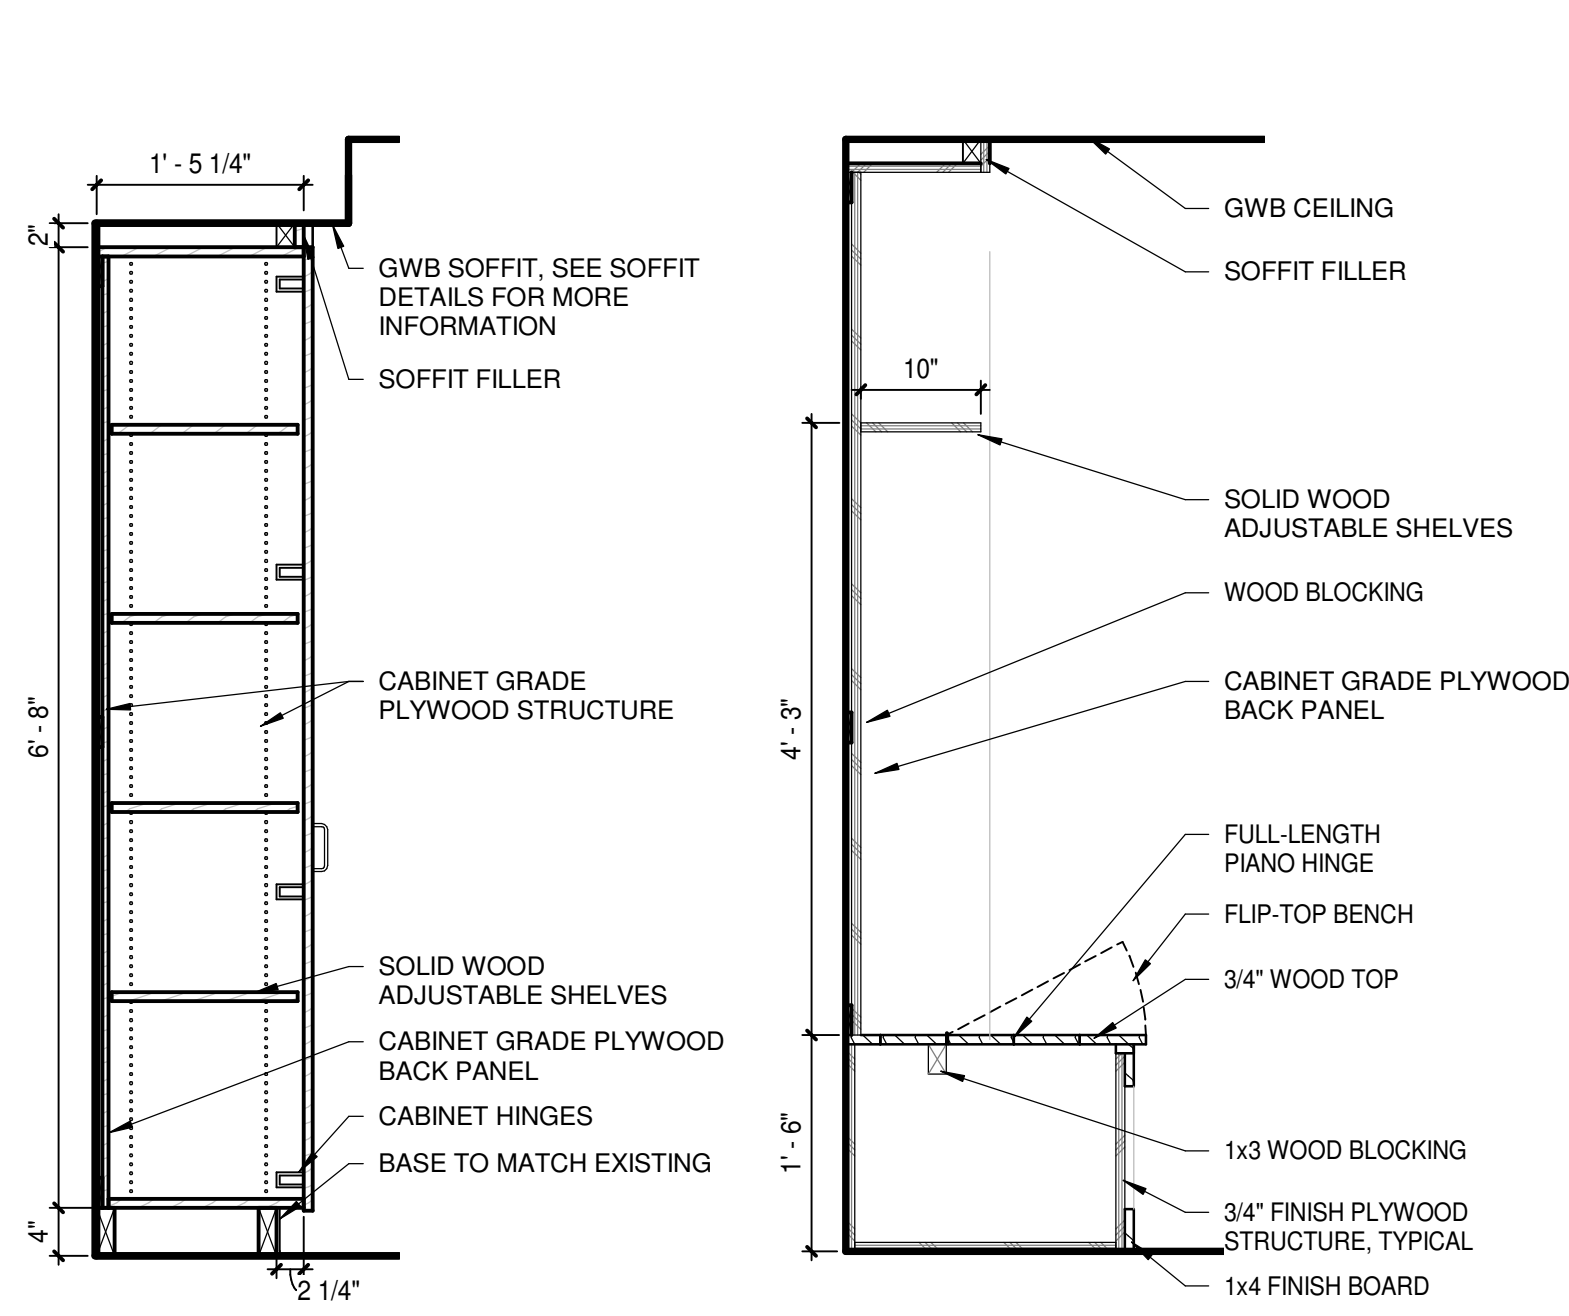 1' - 5 1/4"
2"
GWB SOFFIT, SEE SOFFIT
DETAILS FOR MORE
INFORMATION
SOFFIT FILLER
6' - 8"
CABINET GRADE
PLYWOOD STRUCTURE
SOLID WOOD
ADJUSTABLE SHELVES
CABINET GRADE PLYWOOD
BACK PANEL
CABINET HINGES
BASE TO MATCH EXISTING
4"
2 1/4"
GWB CEILING
SOFFIT FILLER
10"
SOLID WOOD
ADJUSTABLE SHELVES
WOOD BLOCKING
CABINET GRADE PLYWOOD
BACK PANEL
4' - 3"
FULL-LENGTH
PIANO HINGE
FLIP-TOP BENCH
3/4" WOOD TOP
1' - 6"
1x3 WOOD BLOCKING
3/4" FINISH PLYWOOD
STRUCTURE, TYPICAL
1x4 FINISH BOARD